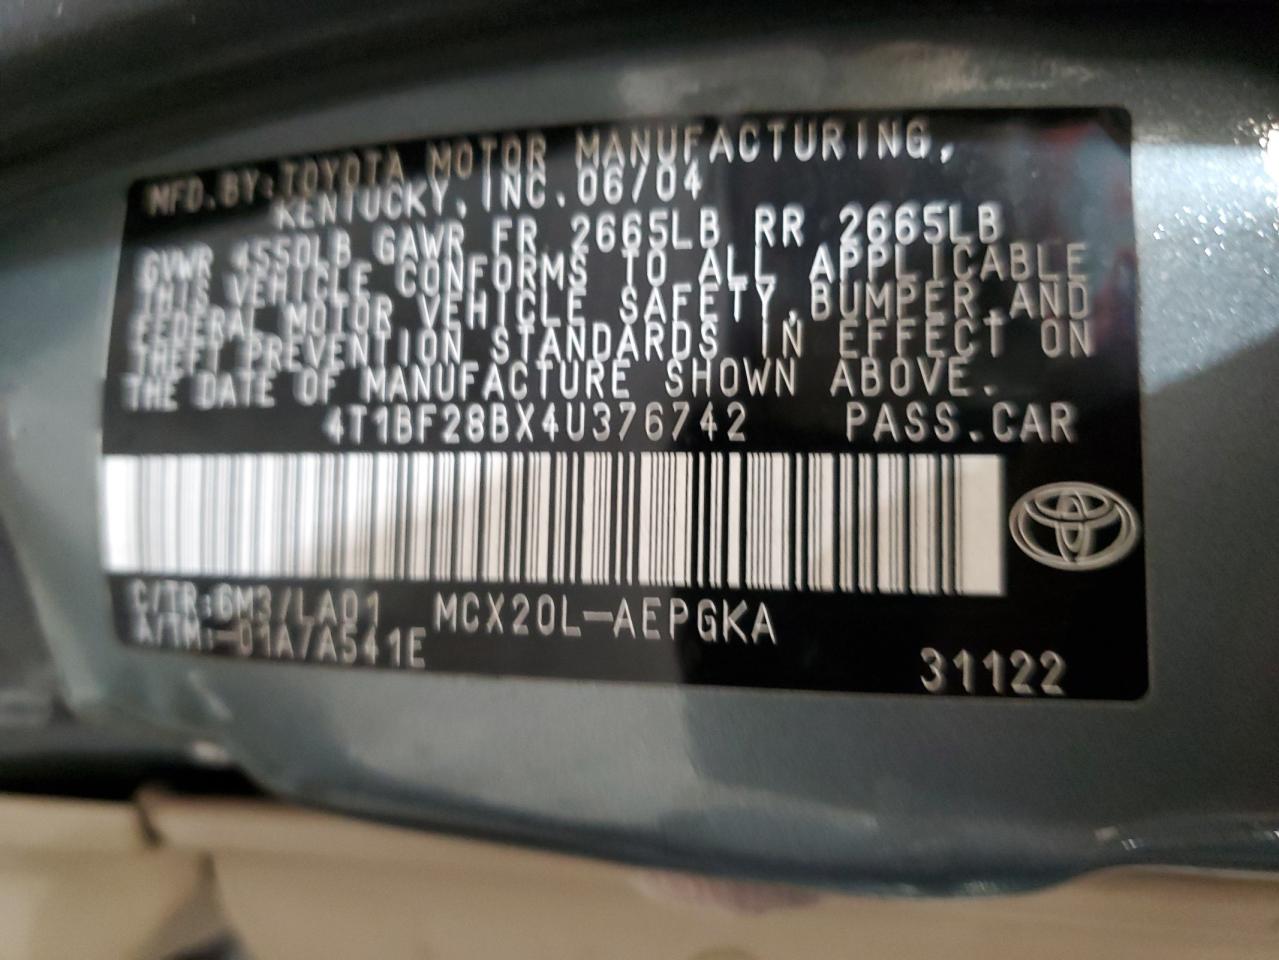 MFD. BY: TOYOTA MOTOR MANUFACTURING,
KENTUCKY, INC. 06/04
GVWR 4550LB GAWR FR 2665LB RR 2665LB
THIS VEHICLE CONFORMS TO ALL APPLICABLE
FEDERAL MOTOR VEHICLE SAFETY, BUMPER, AND
THEFT PREVENTION STANDARDS IN EFFECT ON
THE DATE OF MANUFACTURE SHOWN ABOVE.
4T1BF28BX4U376742 PASS. CAR
C/TR: 6M3/LA01 MCX20L-AEPGKA
A/TM: -01A/A541E
31122